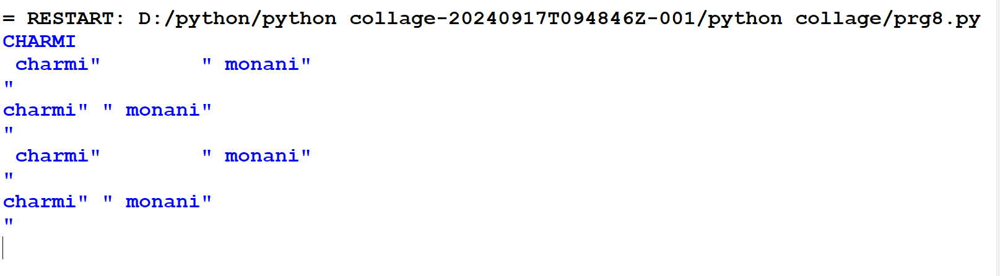 = RESTART: D:/python/python collage-20240917T094846Z-001/python collage/prg8.py
CHARMI
 charmi"        " monani"
"
charmi" " monani"
"
 charmi"        " monani"
"
charmi" " monani"
"